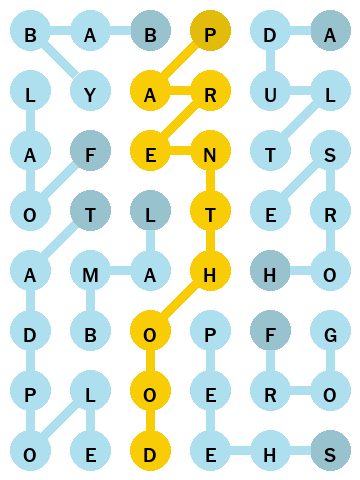 B A B P D A
L Y A R U L
A F E N T S
O T L T E R
A M A H H O
D B O P F G
P L O E R O
O E D E H S